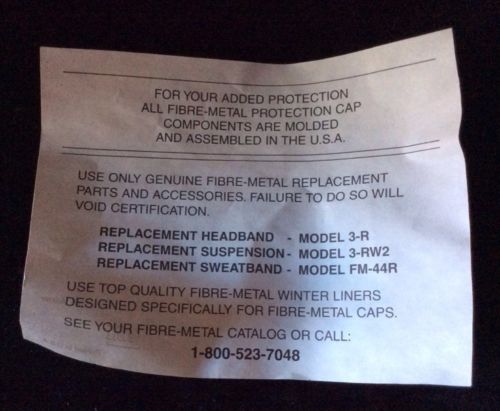 FOR YOUR ADDED PROTECTION
ALL FIBRE-METAL PROTECTION CAP
COMPONENTS ARE MOLDED
AND ASSEMBLED IN THE U.S.A.
USE ONLY GENUINE FIBRE-METAL REPLACEMENT
PARTS AND ACCESSORIES. FAILURE TO DO SO WILL
VOID CERTIFICATION.
REPLACEMENT HEADBAND - MODEL 3-R
REPLACEMENT SUSPENSION - MODEL 3-RW2
REPLACEMENT SWEATBAND - MODEL FM-44R
USE TOP QUALITY FIBRE-METAL WINTER LINERS
DESIGNED SPECIFICALLY FOR FIBRE-METAL CAPS.
SEE YOUR FIBRE-METAL CATALOG OR CALL:
1-800-523-7048